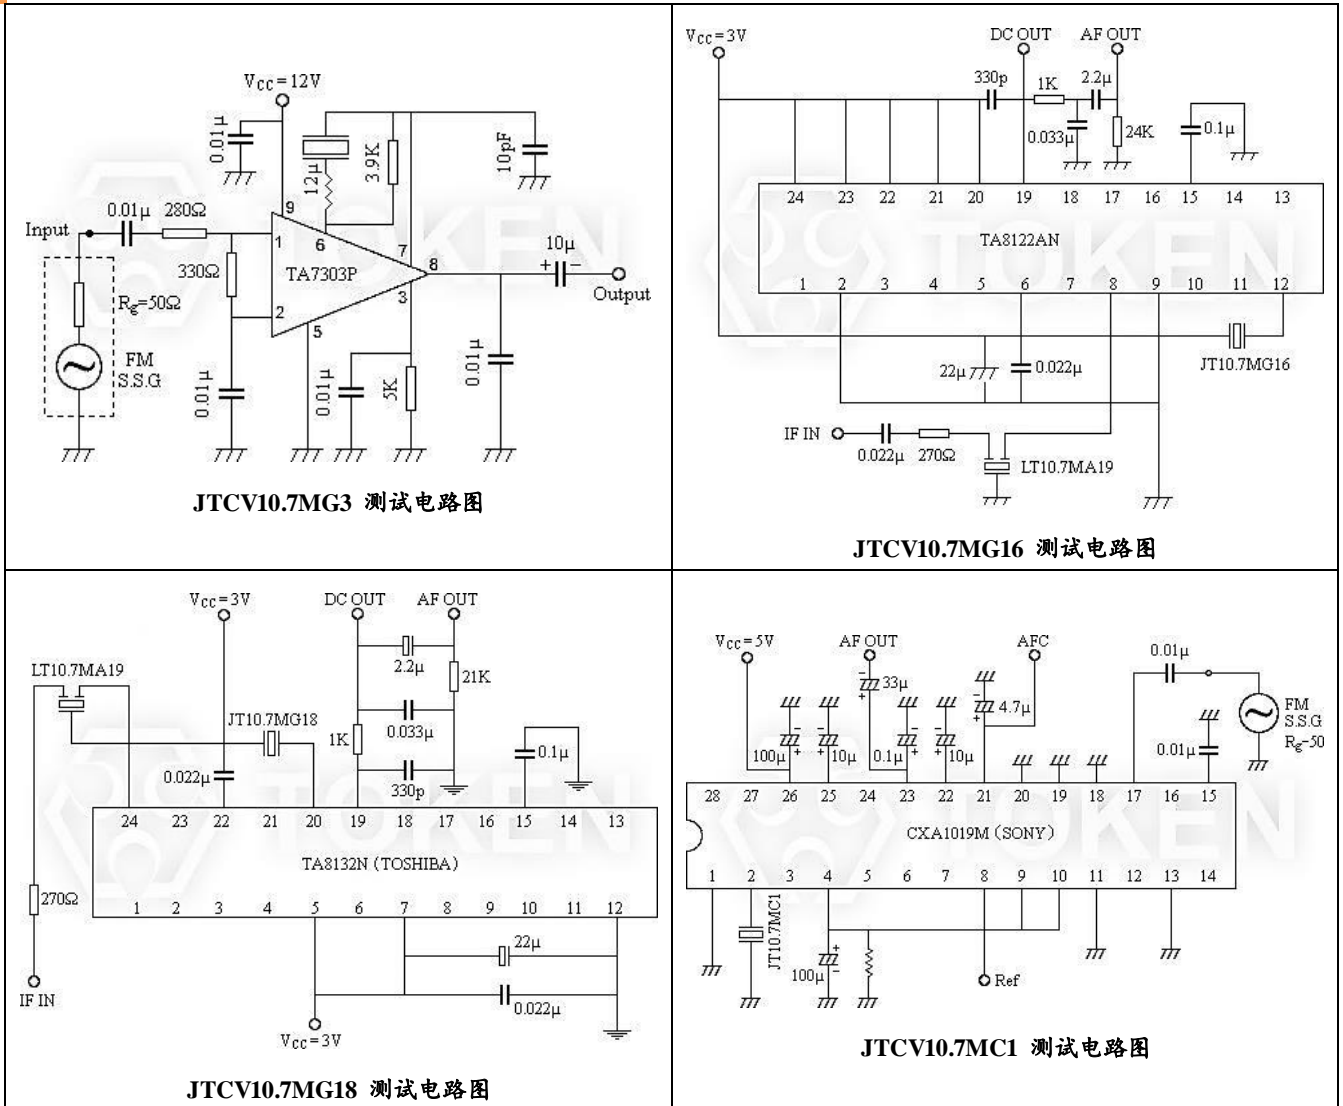 Vcc=12V
0.01μ
12μ
3.9K
10pF
Input
0.01μ
280Ω
330Ω
9
1
6
7
TA7303P
8
2
3
5
10μ
+
−
Output
Rg=50Ω
FM
S.S.G
0.01μ
0.01μ
5K
0.01μ
JTCV10.7MG3 测试电路图
Vcc=3V
DC OUT
AF OUT
330p
1K
2.2μ
0.033μ
24K
0.1μ
24 23 22 21 20 19 18 17 16 15 14 13
TA8122AN
1 2 3 4 5 6 7 8 9 10 11 12
22μ
0.022μ
JT10.7MG16
IF IN
0.022μ
270Ω
LT10.7MA19
JTCV10.7MG16 测试电路图
Vcc=3V
DC OUT
AF OUT
LT10.7MA19
2.2μ
21K
JT10.7MG18
0.033μ
1K
0.022μ
0.1μ
330p
24 23 22 21 20 19 18 17 16 15 14 13
TA8132N (TOSHIBA)
270Ω
1 2 3 4 5 6 7 8 9 10 11 12
22μ
0.022μ
IF IN
Vcc=3V
JTCV10.7MG18 测试电路图
Vcc=5V
AF OUT
AFC
0.01μ
−
33μ
+
−
4.7μ
+
FM
S.S.G
Rg-50
100μ
−
+
10μ
−
+
0.1μ
−
+
10μ
−
+
0.01μ
28 27 26 25 24 23 22 21 20 19 18 17 16 15
CXA1019M (SONY)
1 2 3 4 5 6 7 8 9 10 11 12 13 14
JT10.7MC1
100μ
+
−
Ref
JTCV10.7MC1 测试电路图
TOKEN
TOKEN
TOKEN
TOKEN